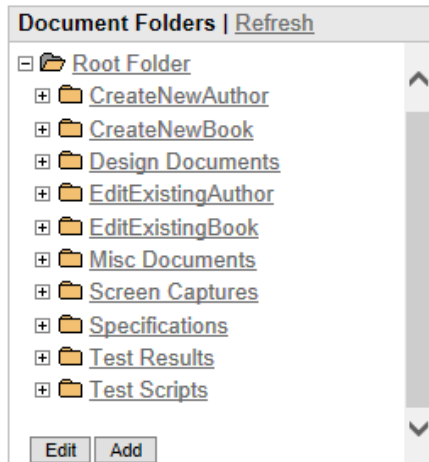 Document Folders | Refresh
Root Folder
CreateNewAuthor
CreateNewBook
Design Documents
EditExistingAuthor
EditExistingBook
Misc Documents
Screen Captures
Specifications
Test Results
Test Scripts
Edit Add